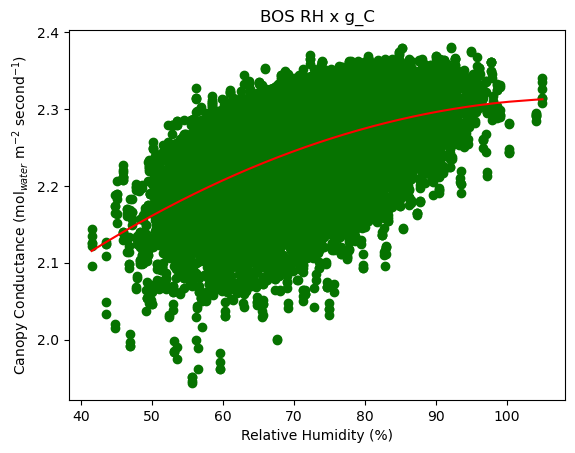 BOS RH x g_C
2.4
2.3
2.2
2.1
2.0
Canopy Conductance (mol_water m⁻² second⁻¹)
40 50 60 70 80 90 100
Relative Humidity (%)